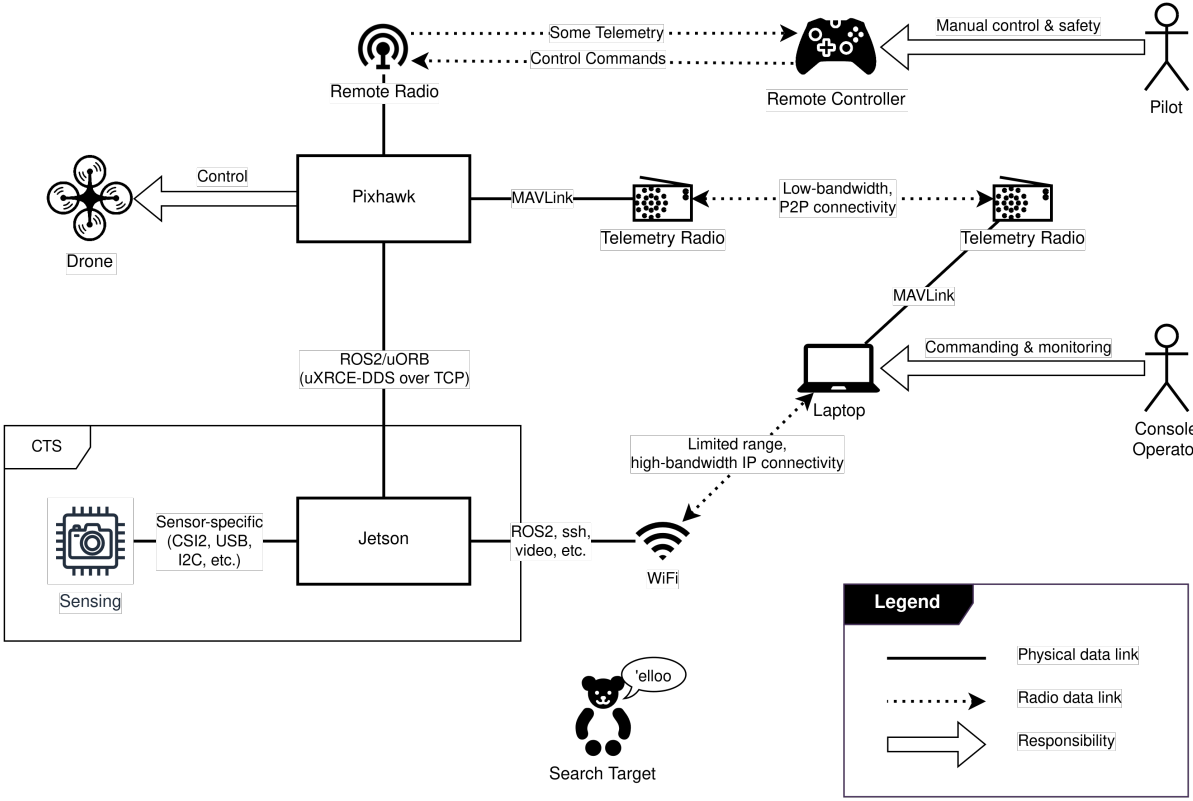 Some Telemetry
Control Commands
Manual control & safety
Remote Radio
Remote Controller
Pilot
Control
Pixhawk
MAVLink
Low-bandwidth,
P2P connectivity
Drone
Telemetry Radio
Telemetry Radio
MAVLink
ROS2/uORB
(uXRCE-DDS over TCP)
Commanding & monitoring
Laptop
Console
Operato
CTS
Limited range,
high-bandwidth IP connectivity
Sensor-specific
(CSI2, USB,
I2C, etc.)
Jetson
ROS2, ssh,
video, etc.
WiFi
Sensing
Legend
Physical data link
Radio data link
Responsibility
'elloo
Search Target